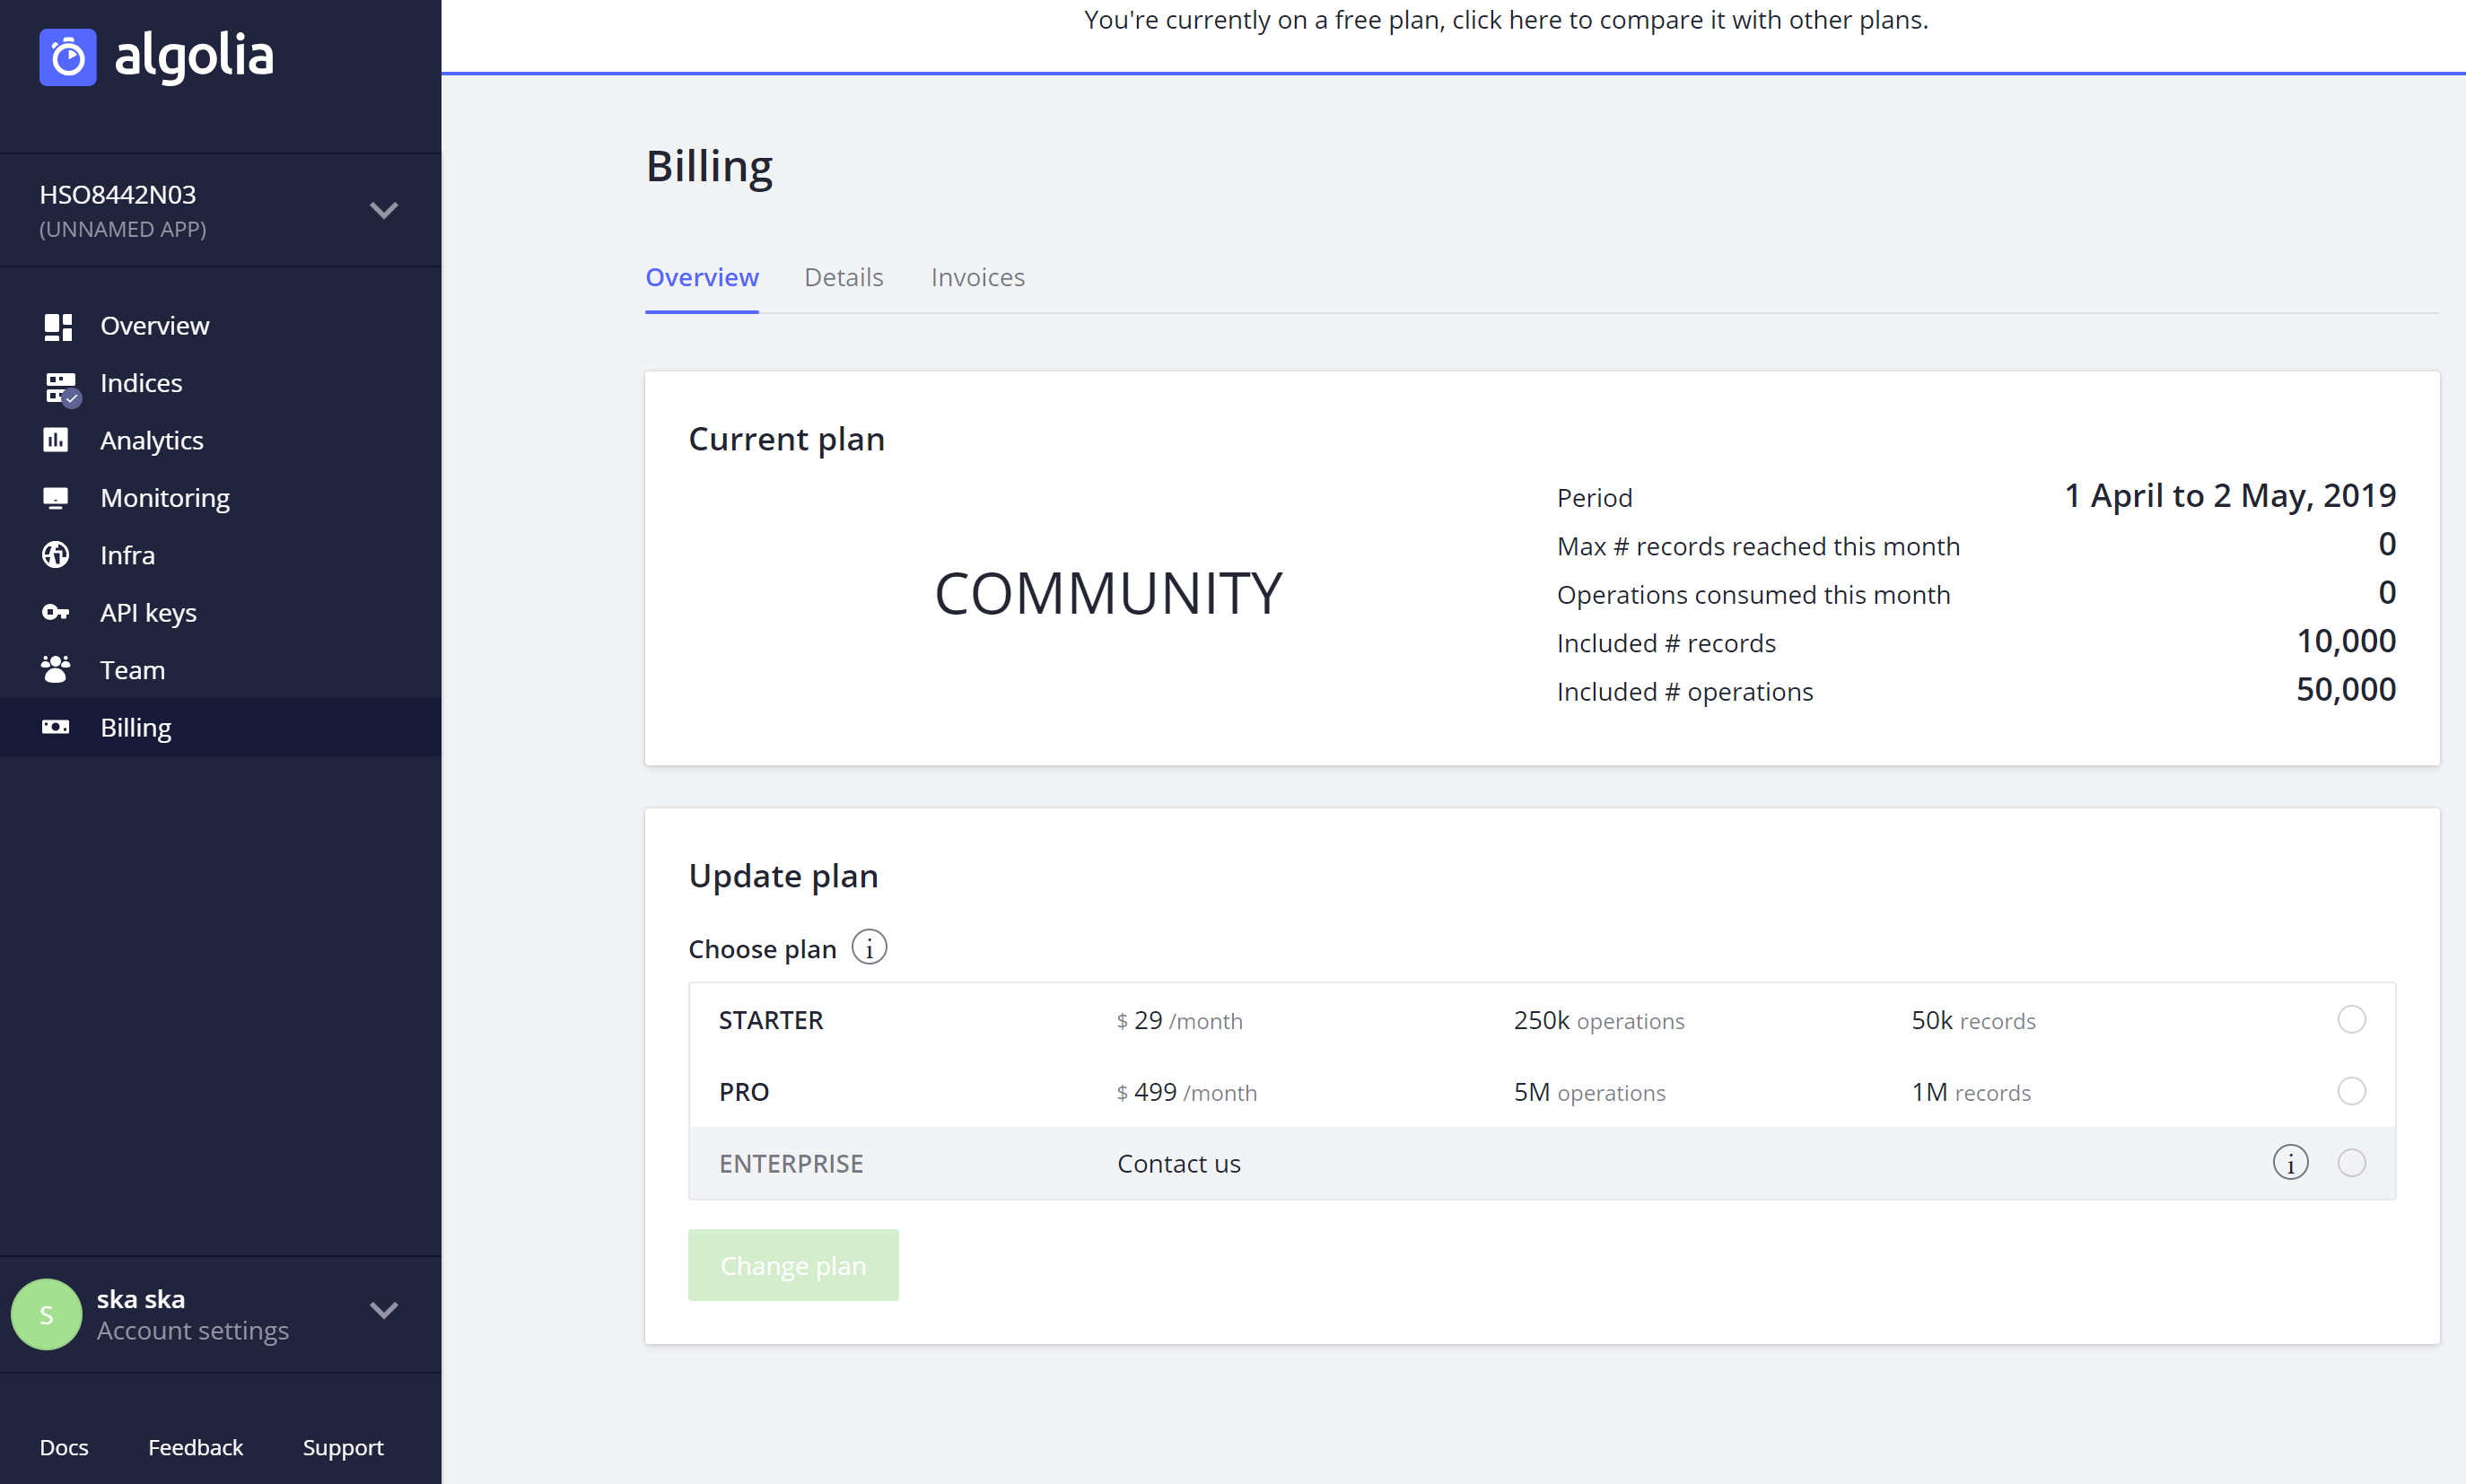 algolia
HSO8442N03
(UNNAMED APP)
Overview
Indices
Analytics
Monitoring
Infra
API keys
Team
Billing
S
ska ska
Account settings
Docs Feedback Support
You're currently on a free plan, click here to compare it with other plans.
Billing
Overview Details Invoices
Current plan
COMMUNITY
Period 1 April to 2 May, 2019
Max # records reached this month 0
Operations consumed this month 0
Included # records 10,000
Included # operations 50,000
Update plan
Choose plan i
STARTER $ 29 /month 250k operations 50k records
PRO $ 499 /month 5M operations 1M records
ENTERPRISE Contact us i
Change plan